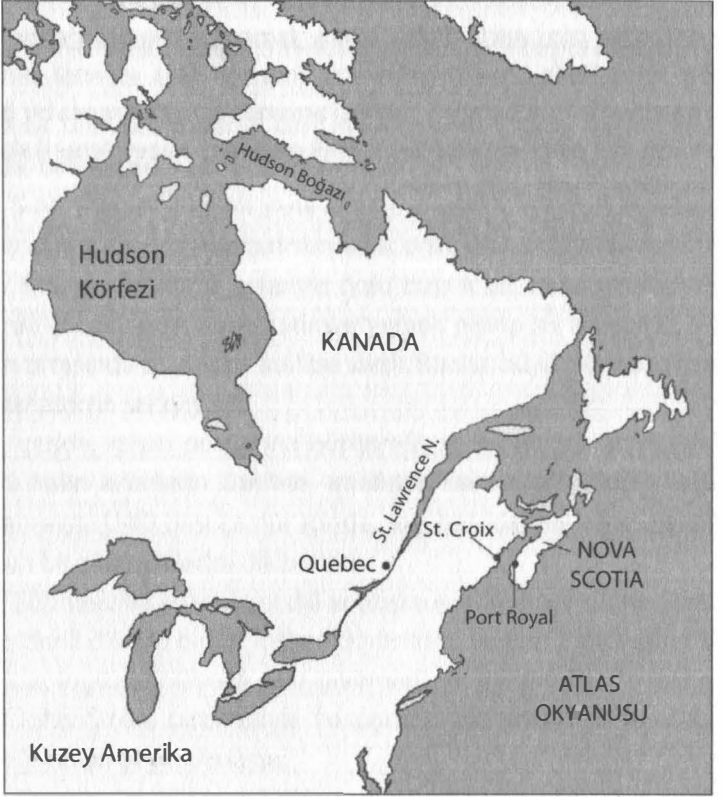 Hudson Boğazı
Hudson
Körfezi
KANADA
St. Lawrence N.
St. Croix
Quebec
NOVA
SCOTIA
Port Royal
ATLAS
OKYANUSU
Kuzey Amerika